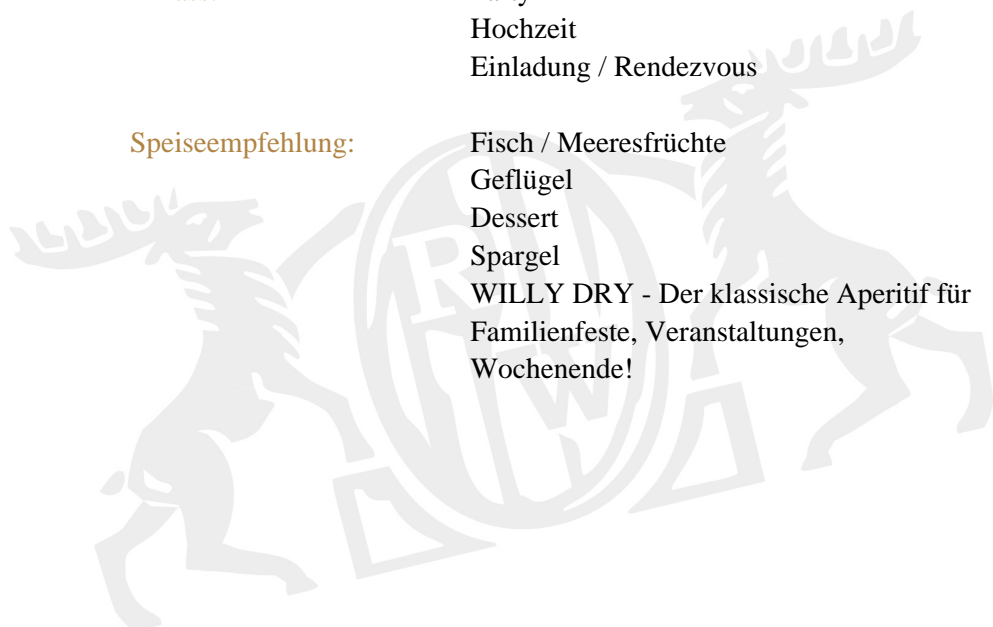 Hochzeit
Einladung / Rendezvous
Speiseempfehlung: Fisch / Meeresfrüchte
Geflügel
Dessert
Spargel
WILLY DRY - Der klassische Aperitif für
Familienfeste, Veranstaltungen,
Wochenende!
R
W